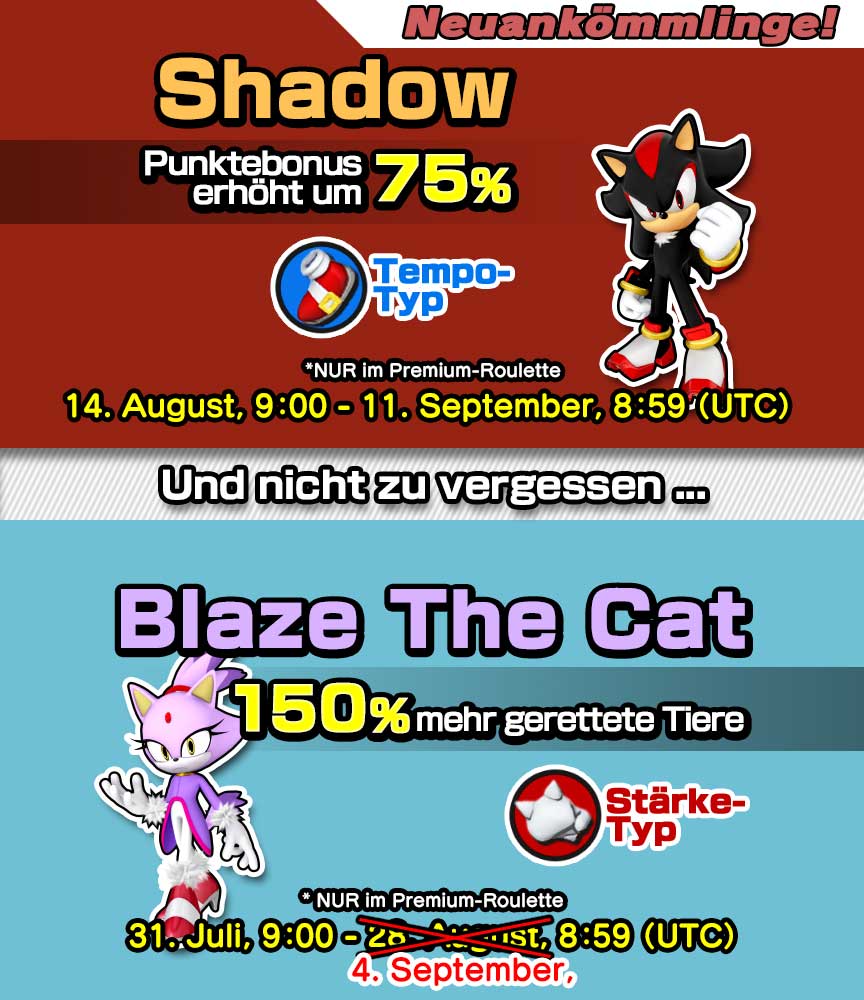 Neuankömmlinge!
Shadow
Punktebonus
erhöht um 75%
Tempo-
Typ
*NUR im Premium-Roulette
14. August, 9:00 - 11. September, 8:59 (UTC)
Und nicht zu vergessen ...
Blaze The Cat
150% mehr gerettete Tiere
Stärke-
Typ
* NUR im Premium-Roulette
31. Juli, 9:00 - 28. August, 8:59 (UTC)
4. September,